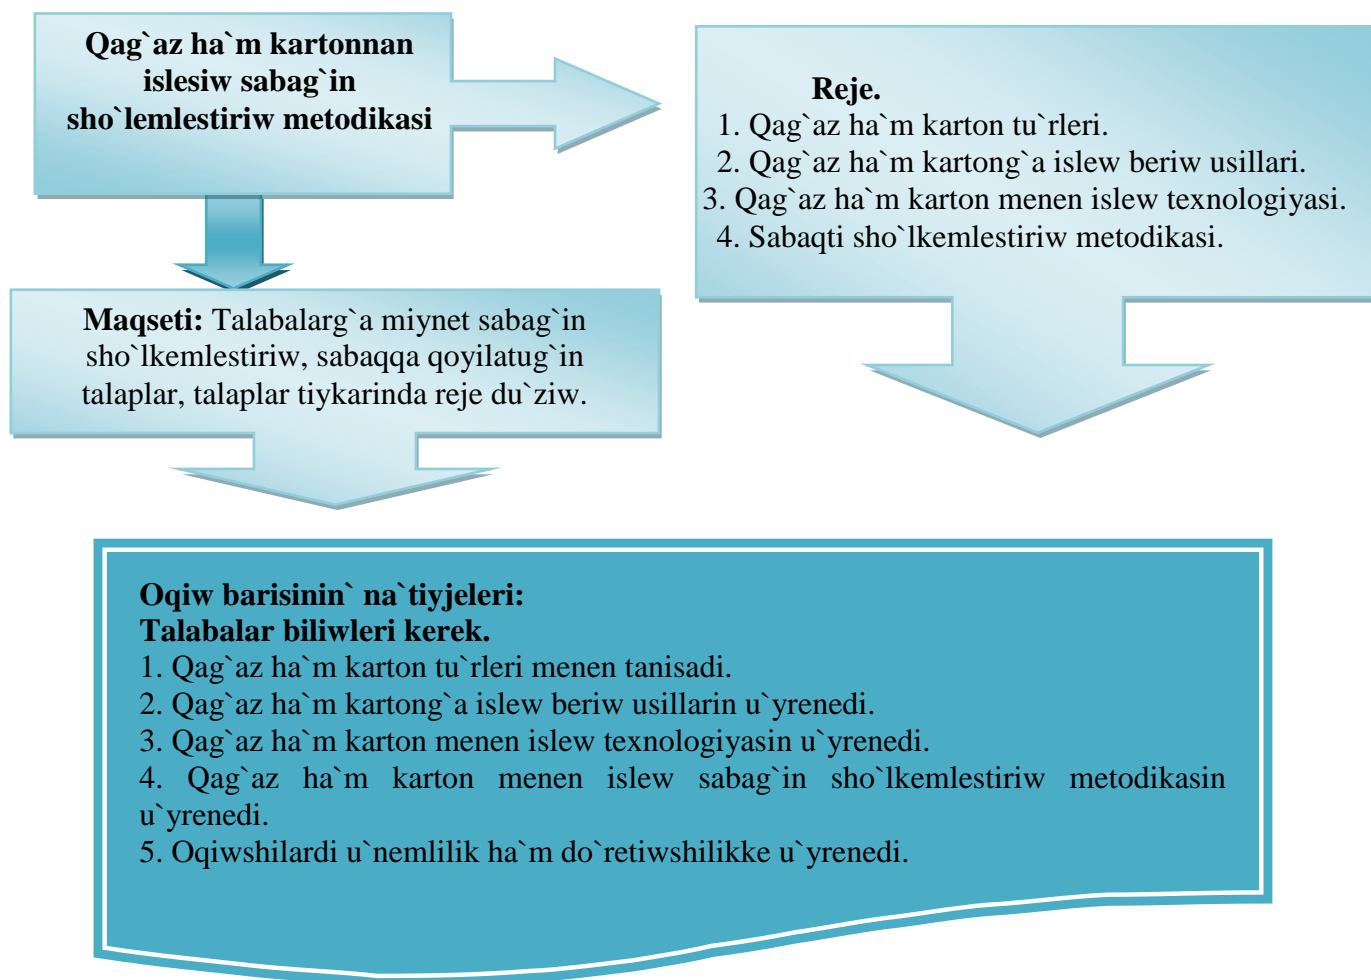 Qag`az ha`m kartonnan
islesiw sabag`in
sho`lemlestiriw metodikasi
Reje.
1. Qag`az ha`m karton tu`rleri.
2. Qag`az ha`m kartong`a islew beriw usillari.
3. Qag`az ha`m karton menen islew texnologiyasi.
4. Sabaqti sho`lkemlestiriw metodikasi.
Maqseti: Talabalarg`a miynet sabag`in
sho`lkemlestiriw, sabaqqa qoyilatug`in
talaplar, talaplar tiykarinda reje du`ziw.
Oqiw barisinin` na`tiyjeleri:
Talabalar biliwleri kerek.
1. Qag`az ha`m karton tu`rleri menen tanisadi.
2. Qag`az ha`m kartong`a islew beriw usillarin u`yrenedi.
3. Qag`az ha`m karton menen islew texnologiyasin u`yrenedi.
4. Qag`az ha`m karton menen islew sabag`in sho`lkemlestiriw metodikasin
u`yrenedi.
5. Oqiwshilardi u`nemlilik ha`m do`retiwshilikke u`yrenedi.